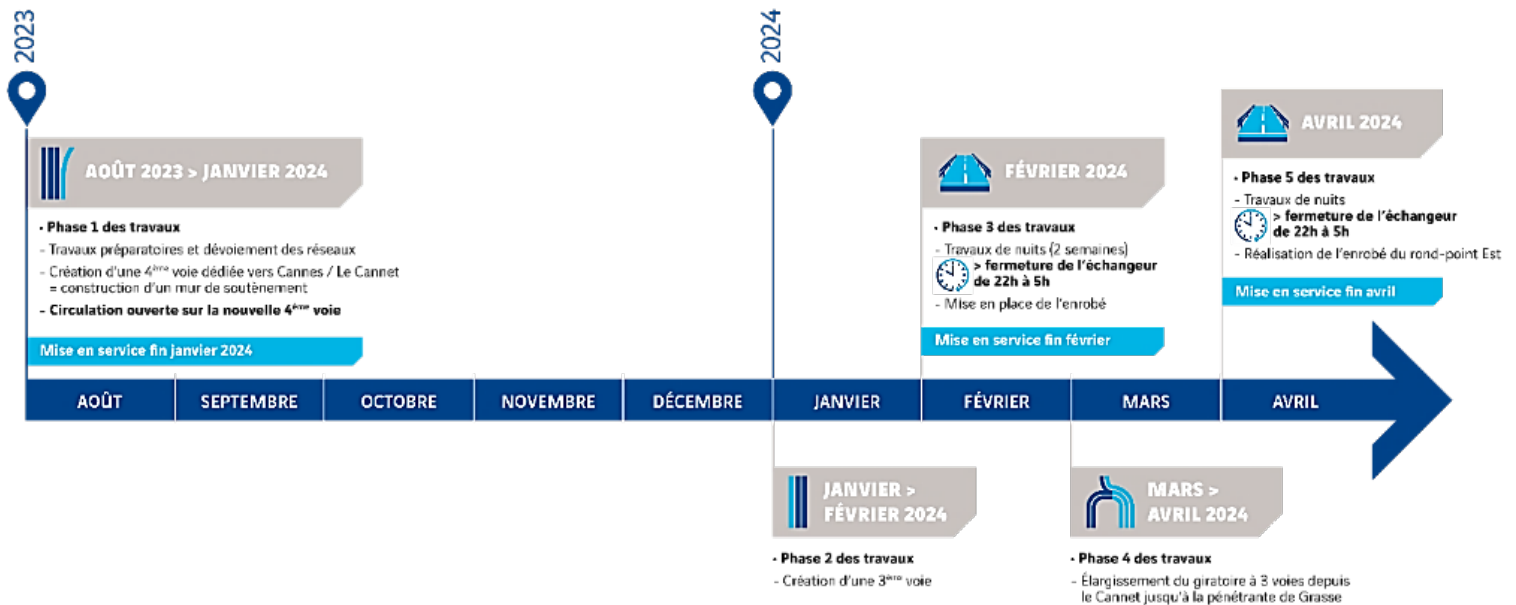 2023
2024
AOÛT 2023 > JANVIER 2024
• Phase 1 des travaux
- Travaux préparatoires et dévoiement des réseaux
- Création d'une 4ème voie dédiée vers Cannes / Le Cannet
= construction d'un mur de soutènement
- Circulation ouverte sur la nouvelle 4ème voie
Mise en service fin janvier 2024
FÉVRIER 2024
• Phase 3 des travaux
- Travaux de nuits (2 semaines)
> fermeture de l'échangeur
de 22h à 5h
- Mise en place de l'enrobé
Mise en service fin février
AVRIL 2024
• Phase 5 des travaux
- Travaux de nuits
> fermeture de l'échangeur
de 22h à 5h
- Réalisation de l'enrobé du rond-point Est
Mise en service fin avril
AOÛT SEPTEMBRE OCTOBRE NOVEMBRE DÉCEMBRE JANVIER FÉVRIER MARS AVRIL
JANVIER >
FÉVRIER 2024
• Phase 2 des travaux
- Création d'une 3ème voie
MARS >
AVRIL 2024
• Phase 4 des travaux
- Élargissement du giratoire à 3 voies depuis
le Cannet jusqu'à la pénétrante de Grasse